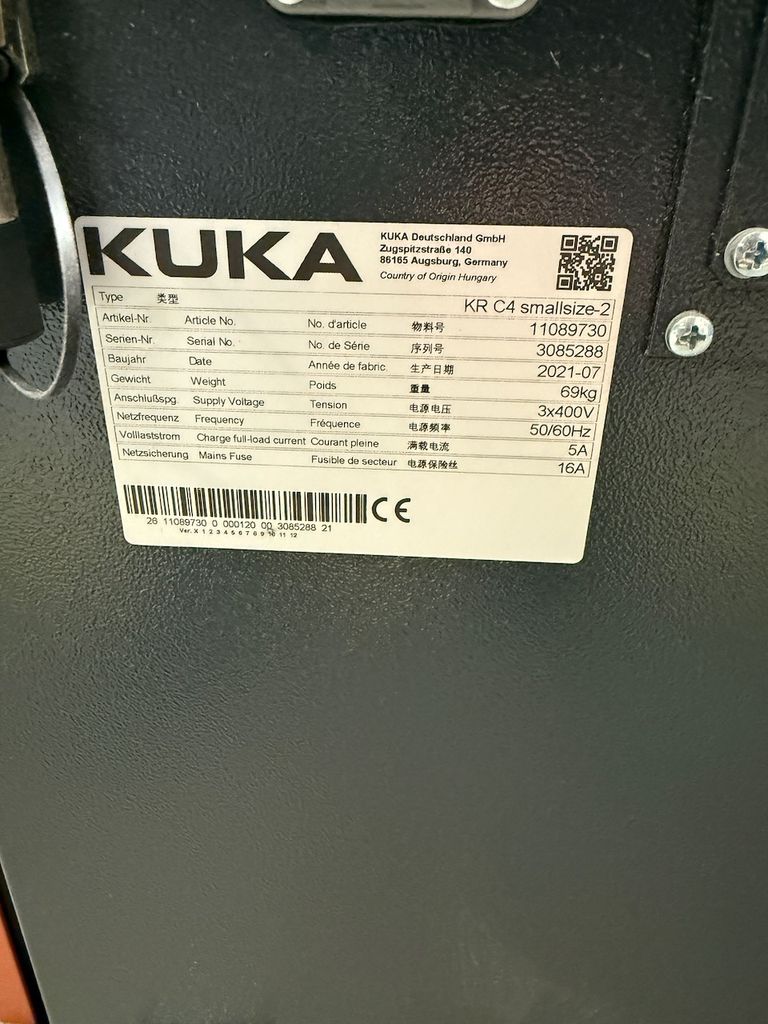 KUKA
KUKA Deutschland GmbH
Zugspitzstraße 140
86165 Augsburg, Germany
Country of Origin Hungary
Type 类型 KR C4 smallsize-2
Artikel-Nr. Article No. No. d'article 物料号 11089730
Serien-Nr. Serial No. No. de Série 序列号 3085288
Baujahr Date Année de fabric. 生产日期 2021-07
Gewicht Weight Poids 重量 69kg
Anschlußspg. Supply Voltage Tension 电源电压 3x400V
Netzfrequenz Frequency Fréquence 电源频率 50/60Hz
Volllaststrom Charge full-load current Courant pleine 满载电流 5A
Netzsicherung Mains Fuse Fusible de secteur 电源保险丝 16A
CE
26 11089730 0 000120 00 3085288 21
Ver. X 1 2 3 4 5 6 7 8 9 10 11 12